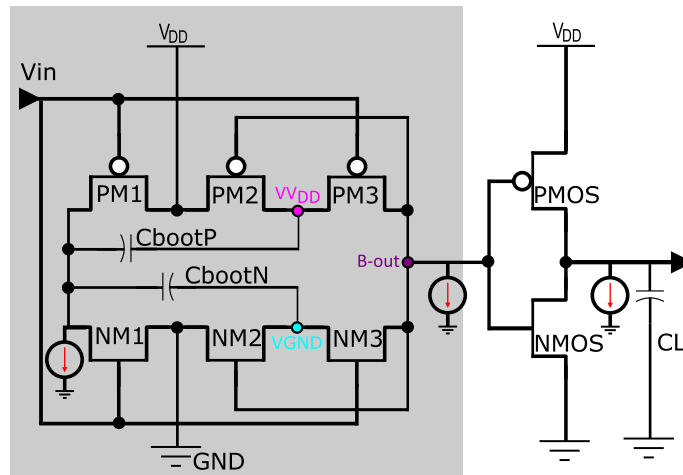 VDD
VDD
Vin
PM1
PM2
VVDD
PM3
PMOS
CbootP
B-out
CbootN
NM1
NM2
VGND
NM3
NMOS
CL
GND